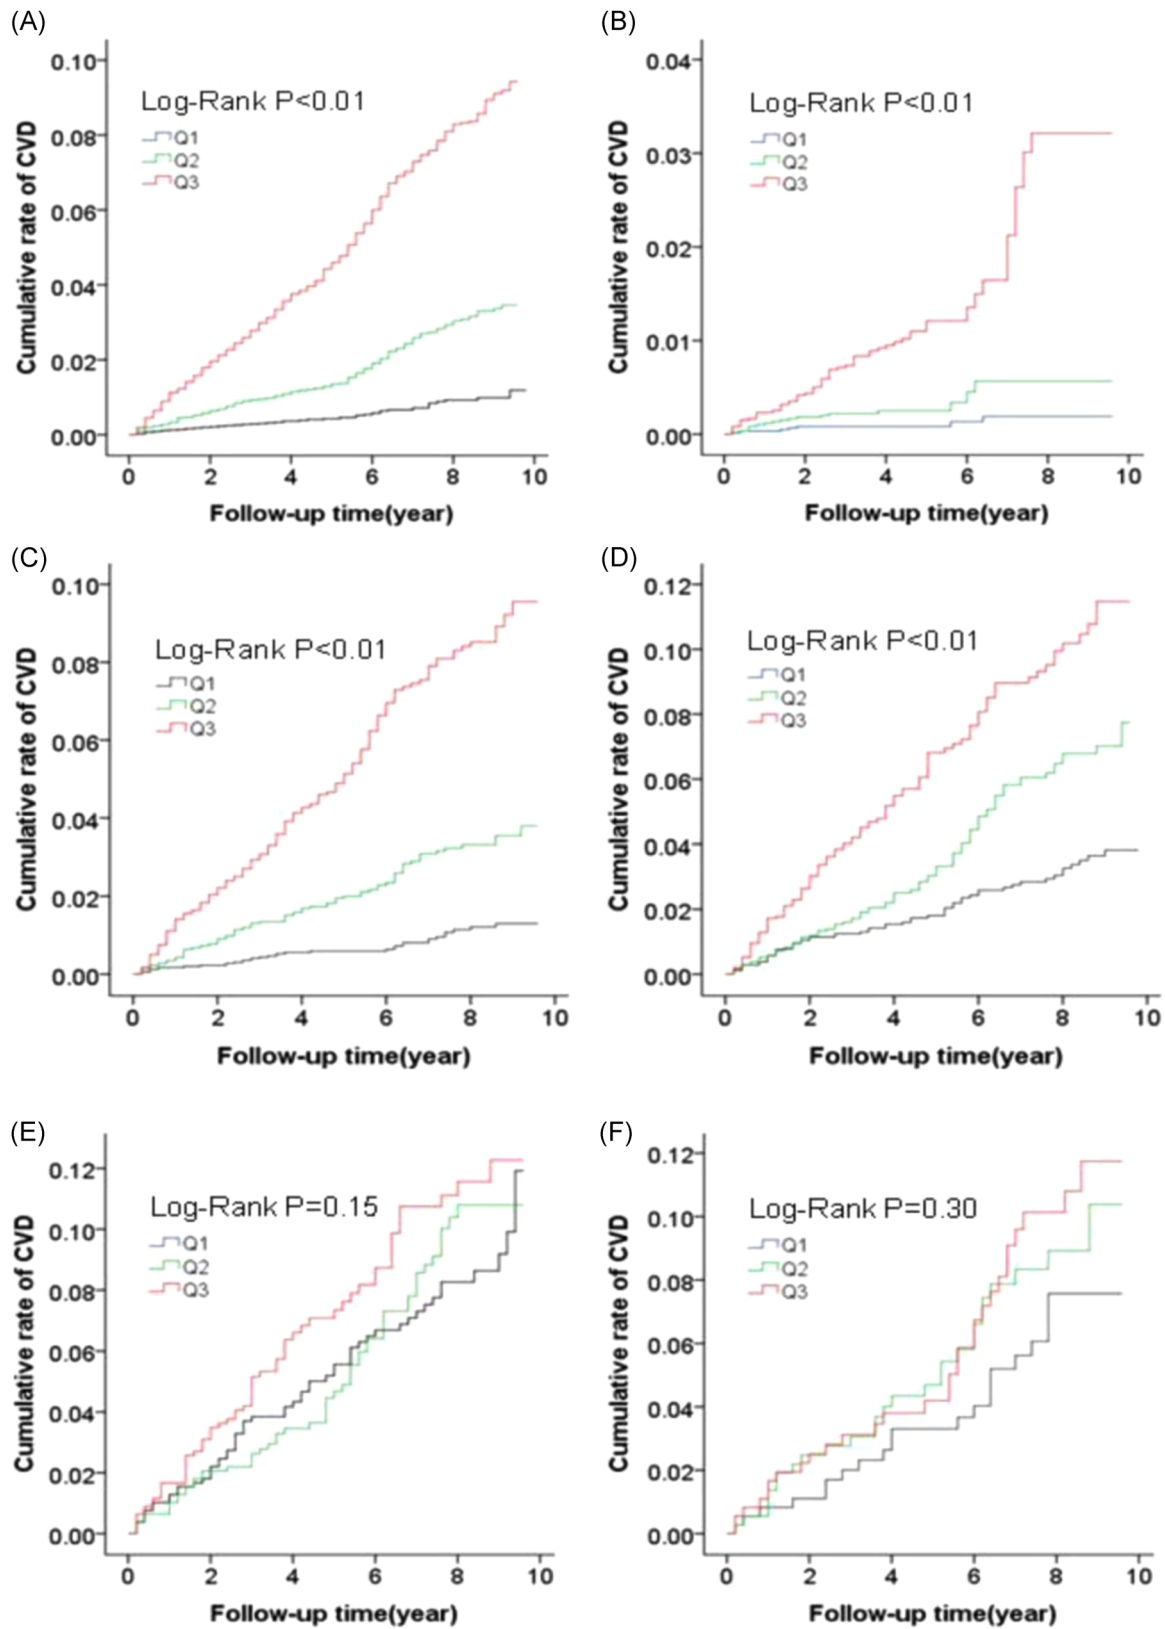 (A)
Cumulative rate of CVD
0.10
0.08
0.06
0.04
0.02
0.00
Log-Rank P<0.01
Q1
Q2
Q3
0 2 4 6 8 10
Follow-up time(year)
(B)
Cumulative rate of CVD
0.04
0.03
0.02
0.01
0.00
Log-Rank P<0.01
Q1
Q2
Q3
0 2 4 6 8 10
Follow-up time(year)
(C)
Cumulative rate of CVD
0.10
0.08
0.06
0.04
0.02
0.00
Log-Rank P<0.01
Q1
Q2
Q3
0 2 4 6 8 10
Follow-up time(year)
(D)
Cumulative rate of CVD
0.12
0.10
0.08
0.06
0.04
0.02
0.00
Log-Rank P<0.01
Q1
Q2
Q3
0 2 4 6 8 10
Follow-up time(year)
(E)
Cumulative rate of CVD
0.12
0.10
0.08
0.06
0.04
0.02
0.00
Log-Rank P=0.15
Q1
Q2
Q3
0 2 4 6 8 10
Follow-up time(year)
(F)
Cumulative rate of CVD
0.12
0.10
0.08
0.06
0.04
0.02
0.00
Log-Rank P=0.30
Q1
Q2
Q3
0 2 4 6 8 10
Follow-up time(year)